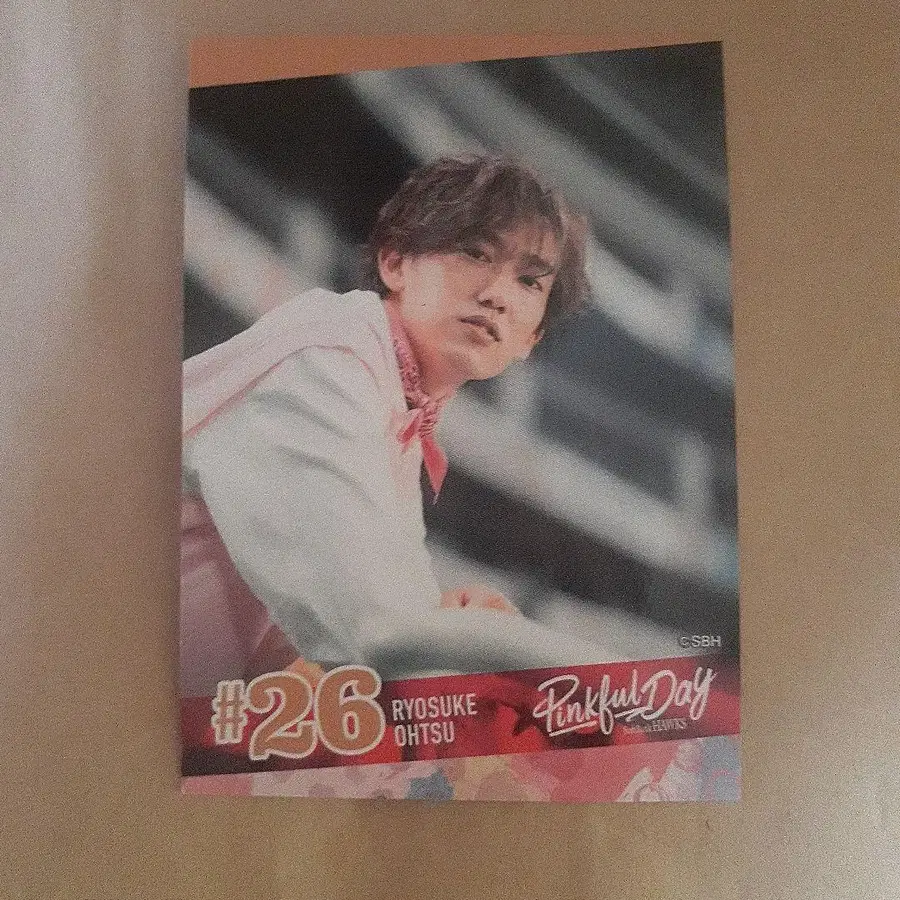 ©SBH
#26
RYOSUKE
OHTSU
Pinkful Day
HAWKS